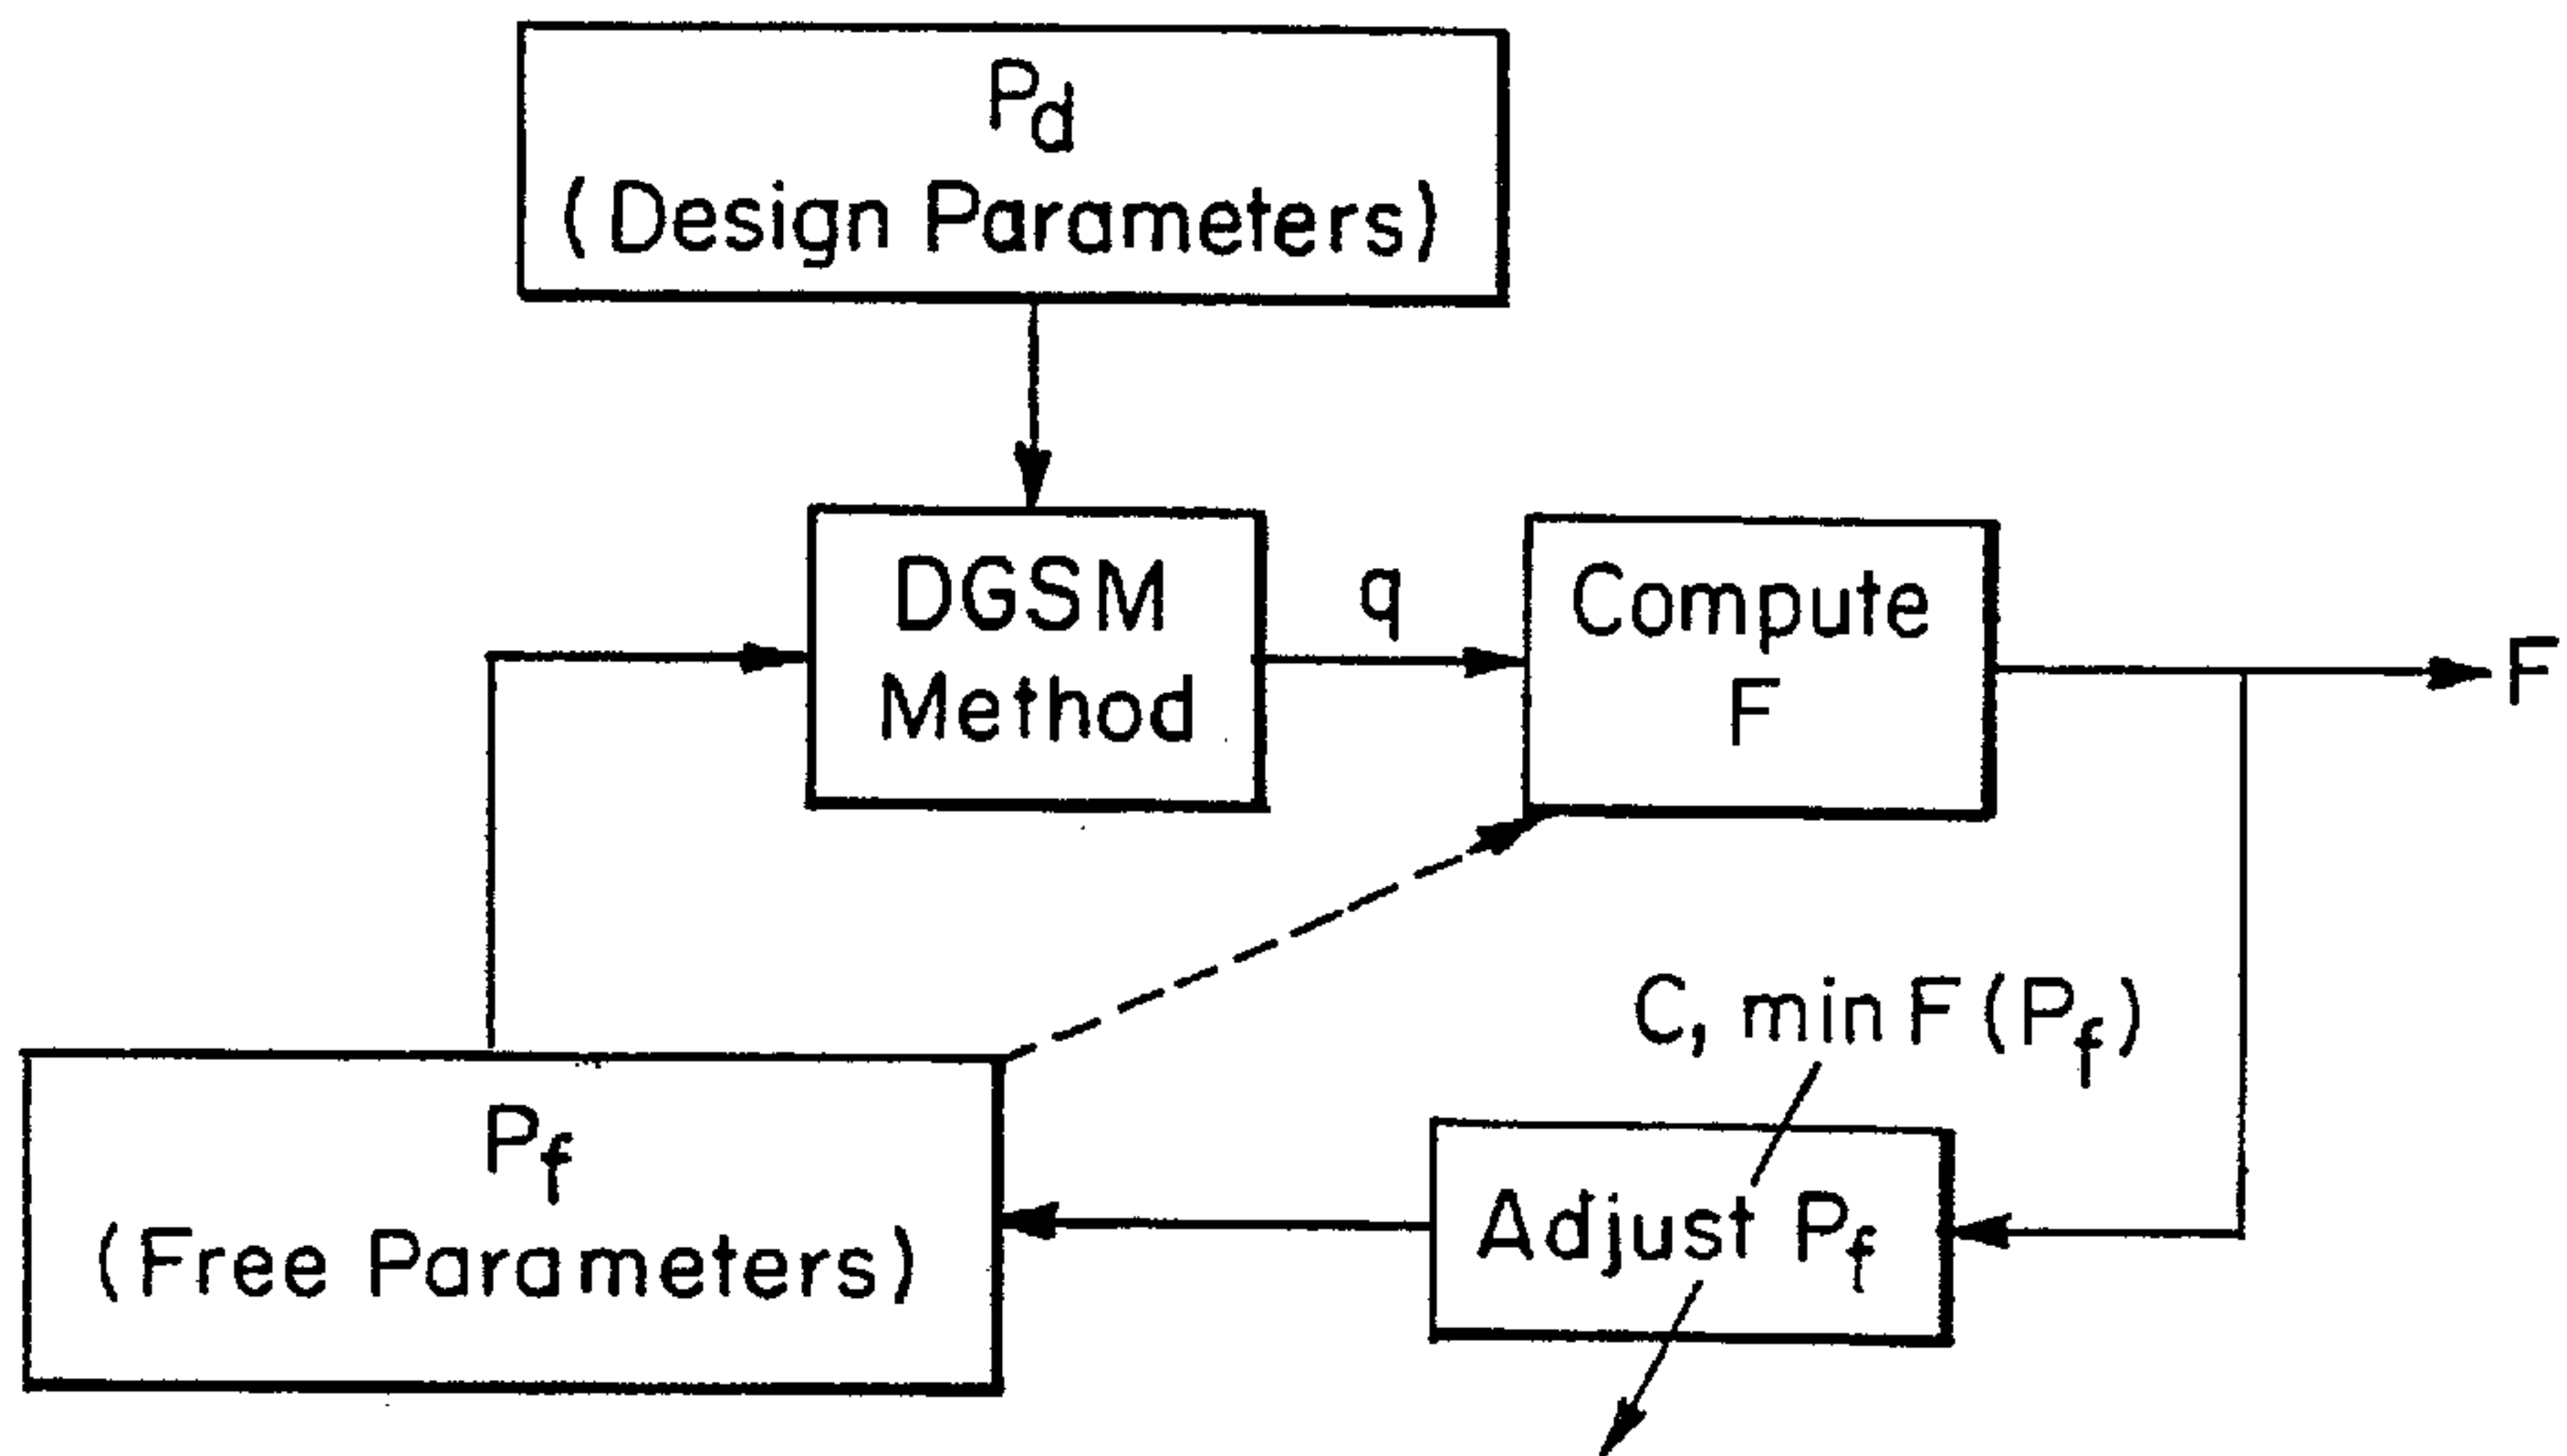 Pd
(Design Parameters)
DGSM
Method
q
Compute
F
F
C, min F(Pf)
Pf
(Free Parameters)
Adjust Pf